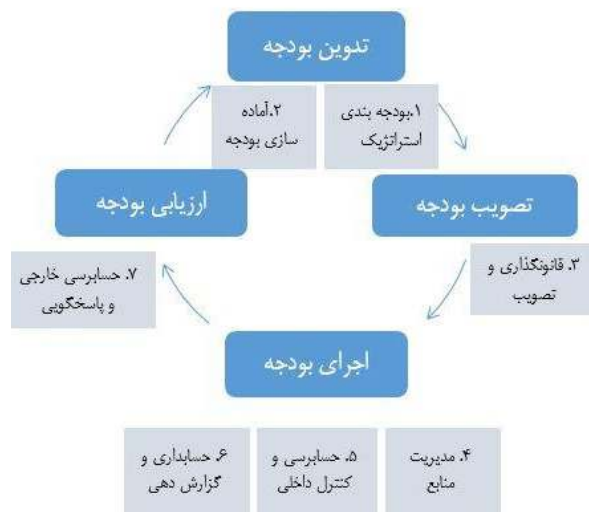 تدوین بودجه
۱.بودجه بندی
استراتژیک
۲.آماده
سازی بودجه
تصویب بودجه
۳. قانونگذاری و
تصویب
اجرای بودجه
۴. مدیریت
منابع
۵. حسابرسی و
کنترل داخلی
۶. حسابداری و
گزارش دهی
ارزیابی بودجه
۷. حسابرسی خارجی
و پاسخگویی